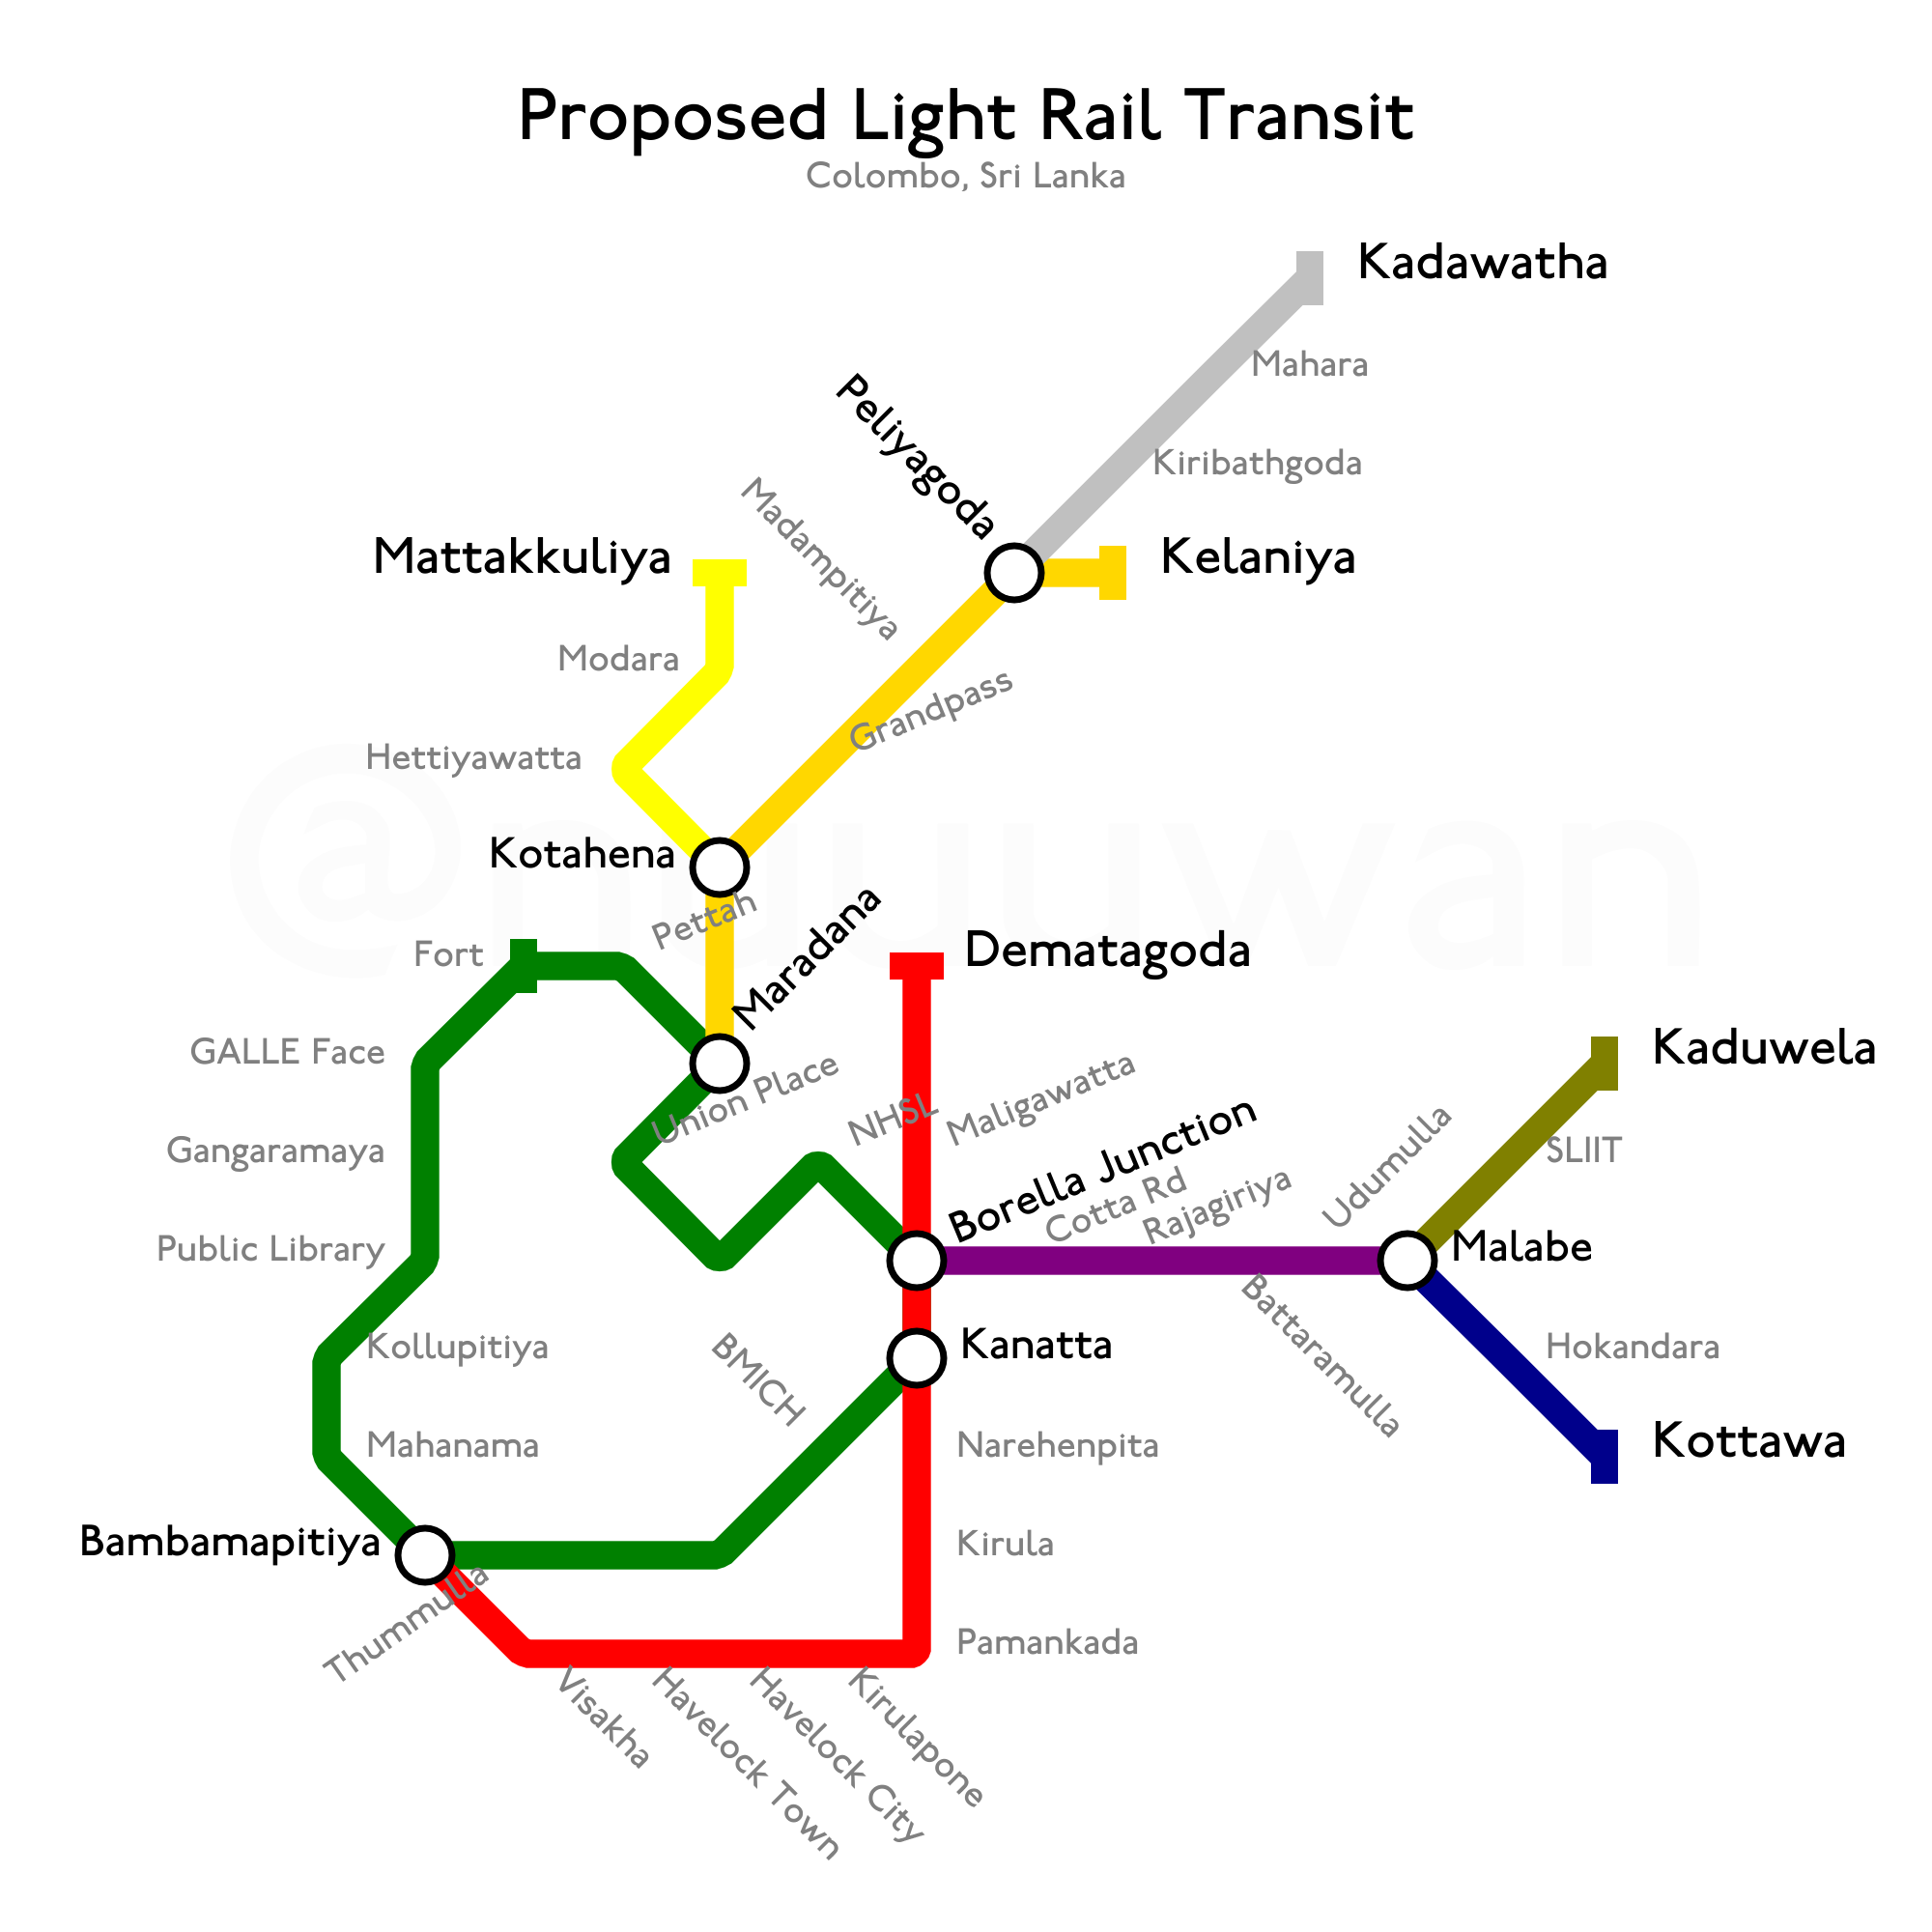 Proposed Light Rail Transit
Colombo, Sri Lanka
Kadawatha
Mahara
Peliyagoda
Kiribathgoda
Madampitiya
Mattakkuliya
Kelaniya
Modara
Grandpass
Hettiyawatta
@nuuuwan
Kotahena
Pettah
Maradana
Fort
Dematagoda
GALLE Face
Union Place
NHSL
Maligawatta
Kaduwela
Gangaramaya
Borella Junction
Cotta Rd
Rajagiriya
Udumulla
SLIIT
Public Library
Malabe
Battaramulla
Kollupitiya
BMICH
Kanatta
Hokandara
Mahanama
Narehenpita
Kottawa
Bambamapitiya
Kirula
Thummulla
Pamankada
Visakha
Havelock Town
Havelock City
Kirulapone